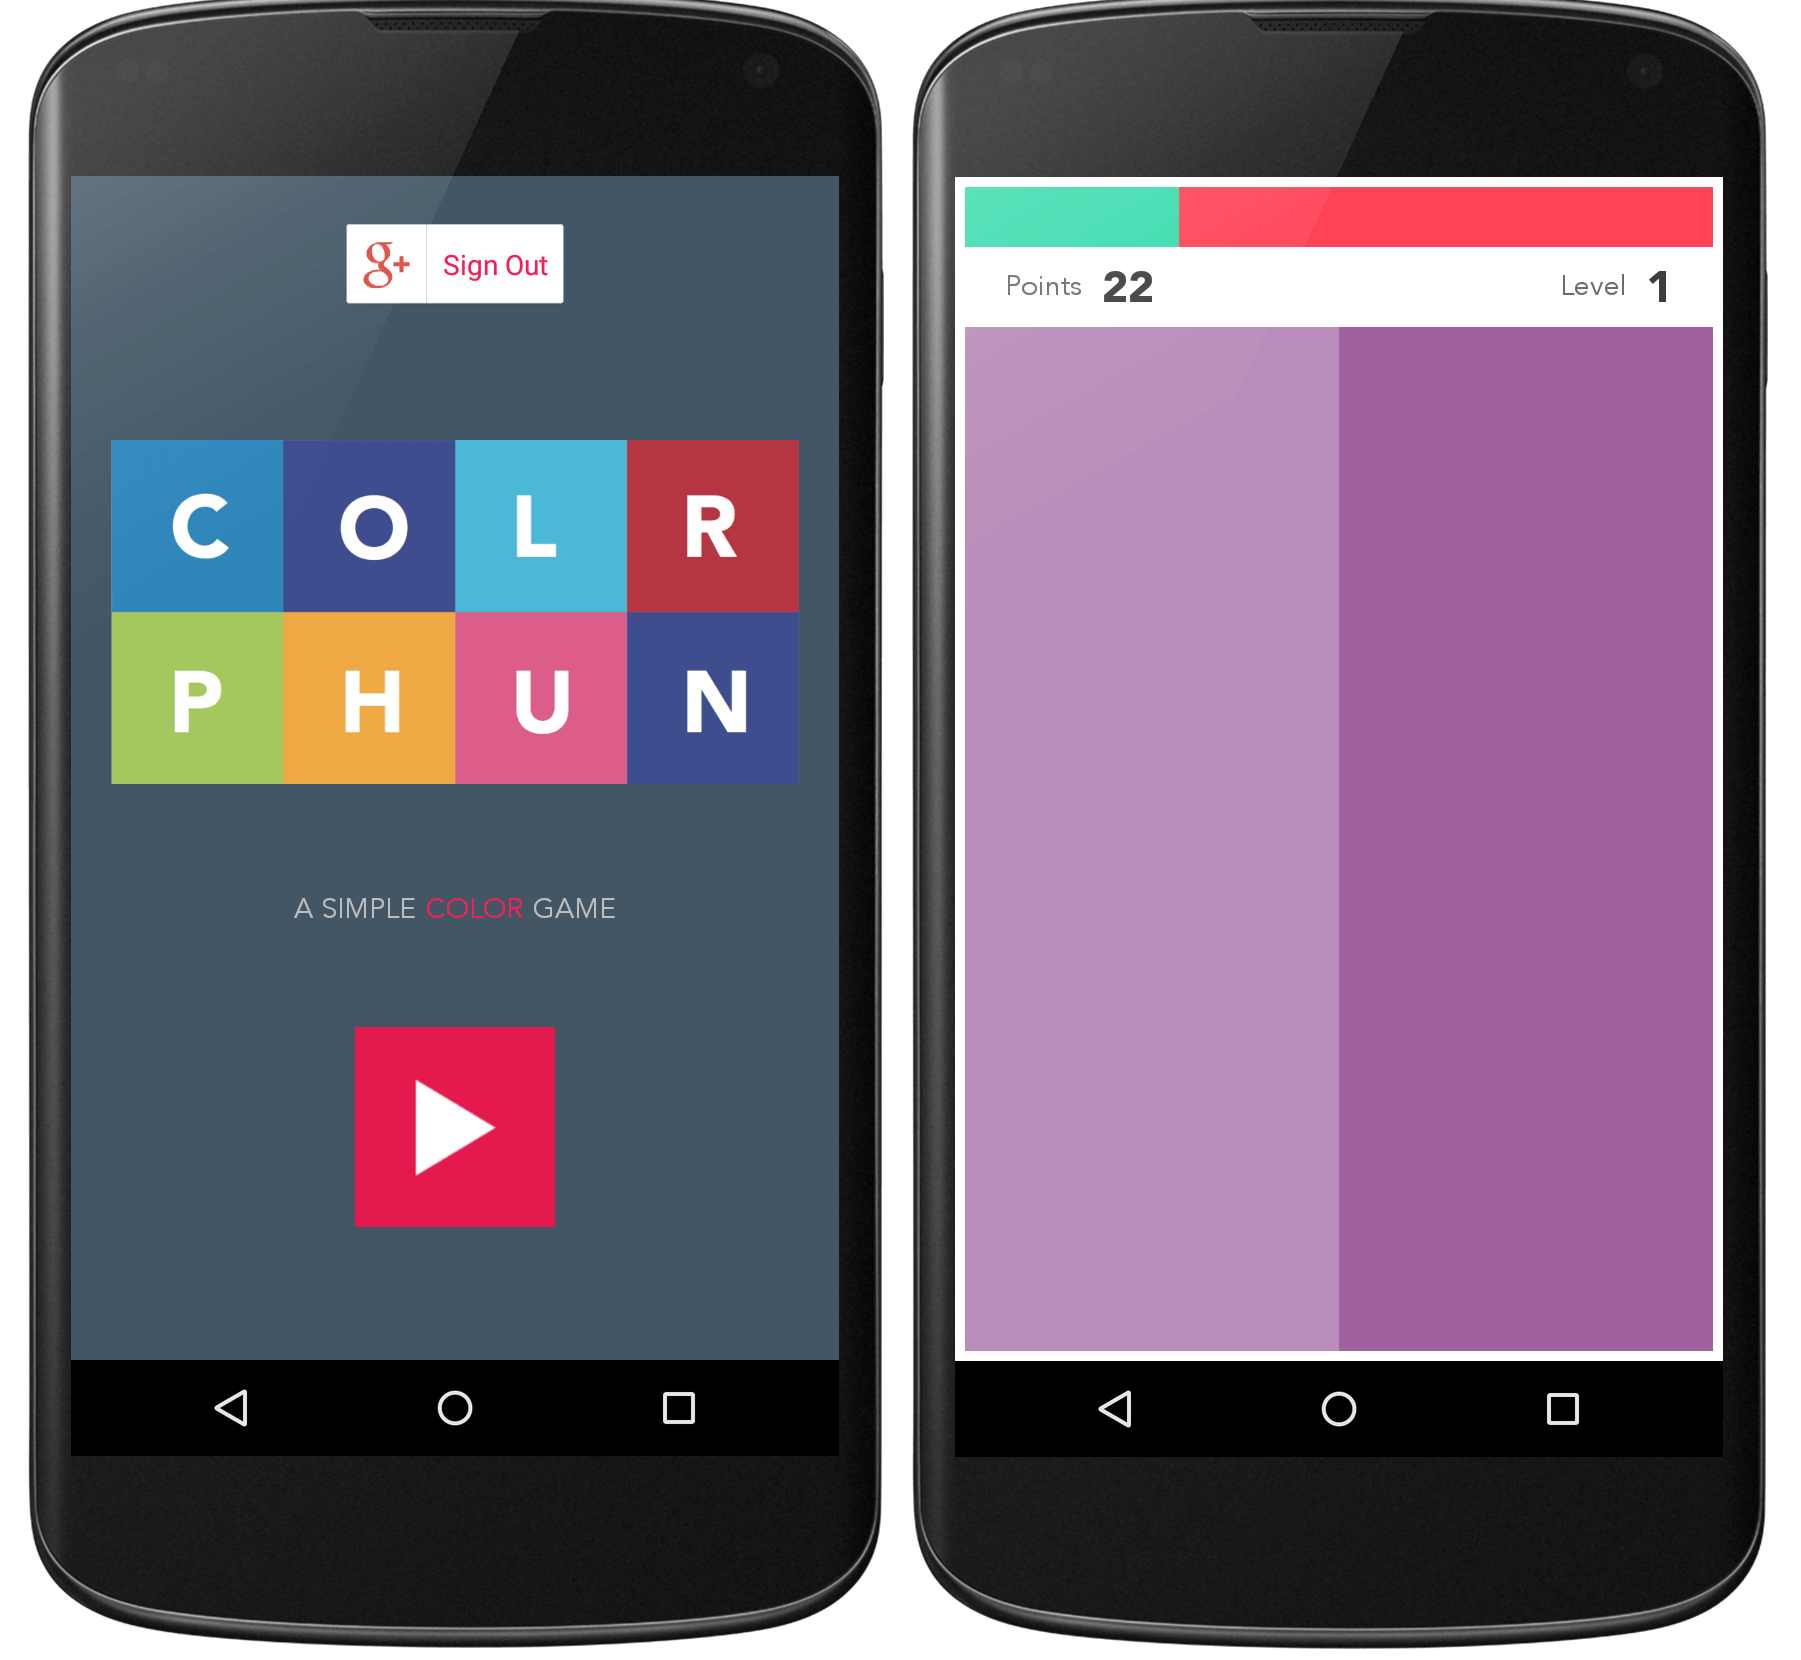 g+ Sign Out
C O L R
P H U N
A SIMPLE COLOR GAME
Points 22 Level 1